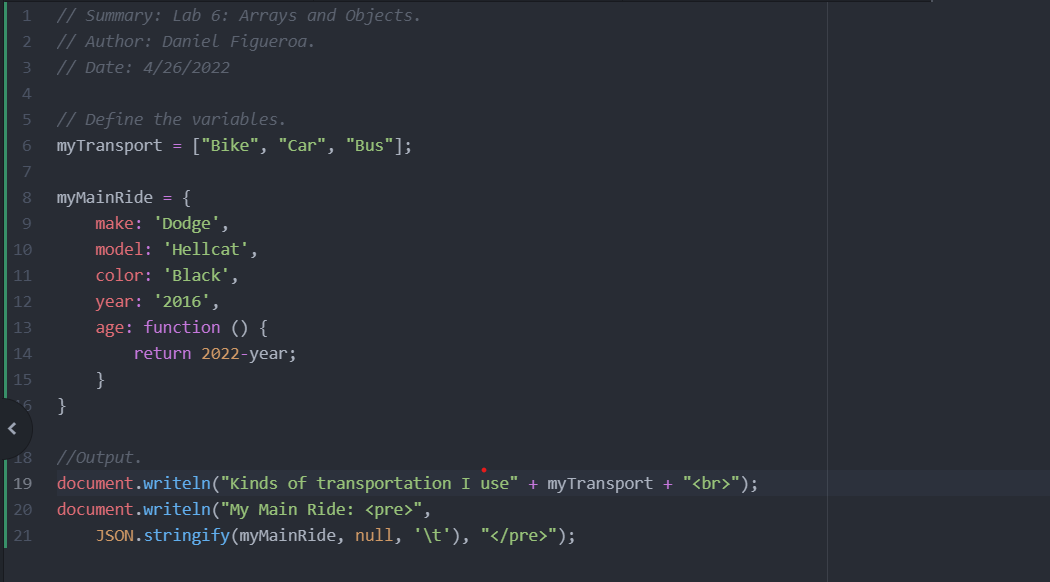 1 // Summary: Lab 6: Arrays and Objects.
2 // Author: Daniel Figueroa.
3 // Date: 4/26/2022
4
5 // Define the variables.
6 myTransport = ["Bike", "Car", "Bus"];
7
8 myMainRide = {
9     make: 'Dodge',
10     model: 'Hellcat',
11     color: 'Black',
12     year: '2016',
13     age: function () {
14         return 2022-year;
15     }
16 }
18 //Output.
19 document.writeln("Kinds of transportation I use" + myTransport + "<br>");
20 document.writeln("My Main Ride: <pre>",
21     JSON.stringify(myMainRide, null, '\t'), "</pre>");